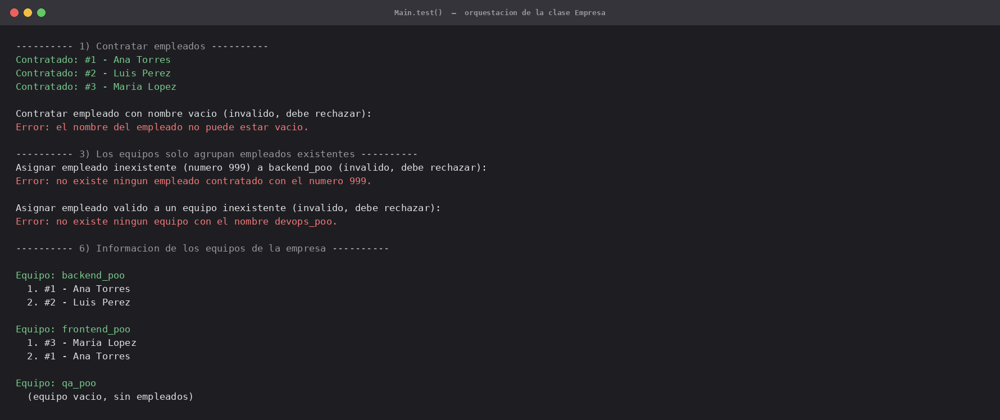 Main.test()  —  orquestacion de la clase Empresa
---------- 1) Contratar empleados ----------
Contratado: #1 - Ana Torres
Contratado: #2 - Luis Perez
Contratado: #3 - Maria Lopez
Contratar empleado con nombre vacio (invalido, debe rechazar):
Error: el nombre del empleado no puede estar vacio.
---------- 3) Los equipos solo agrupan empleados existentes ----------
Asignar empleado inexistente (numero 999) a backend_poo (invalido, debe rechazar):
Error: no existe ningun empleado contratado con el numero 999.
Asignar empleado valido a un equipo inexistente (invalido, debe rechazar):
Error: no existe ningun equipo con el nombre devops_poo.
---------- 6) Informacion de los equipos de la empresa ----------
Equipo: backend_poo
  1. #1 - Ana Torres
  2. #2 - Luis Perez
Equipo: frontend_poo
  1. #3 - Maria Lopez
  2. #1 - Ana Torres
Equipo: qa_poo
  (equipo vacio, sin empleados)